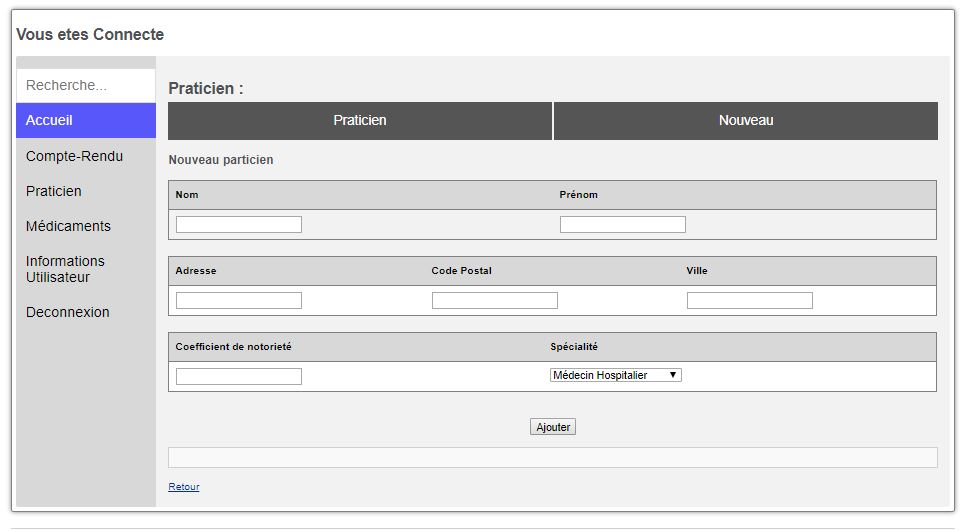 Vous etes Connecte
Recherche...
Accueil
Compte-Rendu
Praticien
Médicaments
Informations
Utilisateur
Deconnexion
Praticien :
Praticien Nouveau
Nouveau particien
Nom Prénom
Adresse Code Postal Ville
Coefficient de notorieté Spécialité
Médecin Hospitalier
Ajouter
Retour